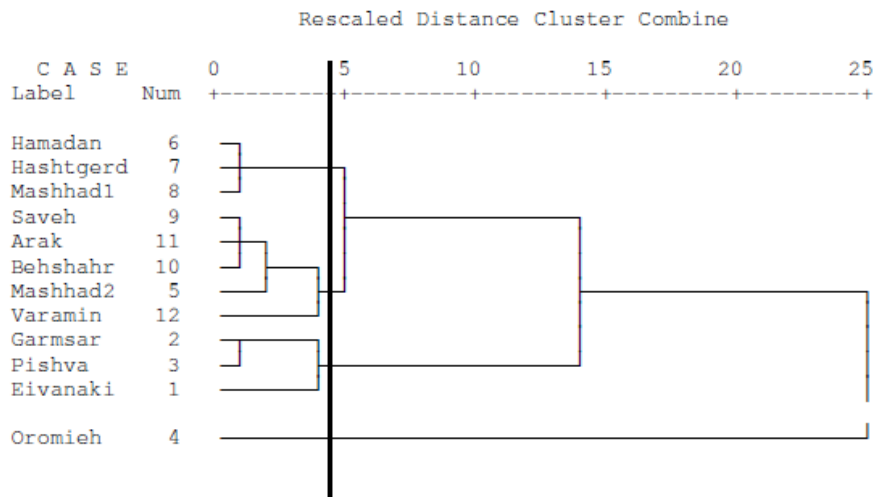 Rescaled Distance Cluster Combine
C A S E 0 5 10 15 20 25
Label Num +---------+---------+---------+---------+---------+
Hamadan 6
Hashtgerd 7
Mashhad1 8
Saveh 9
Arak 11
Behshahr 10
Mashhad2 5
Varamin 12
Garmsar 2
Pishva 3
Eivanaki 1
Oromieh 4